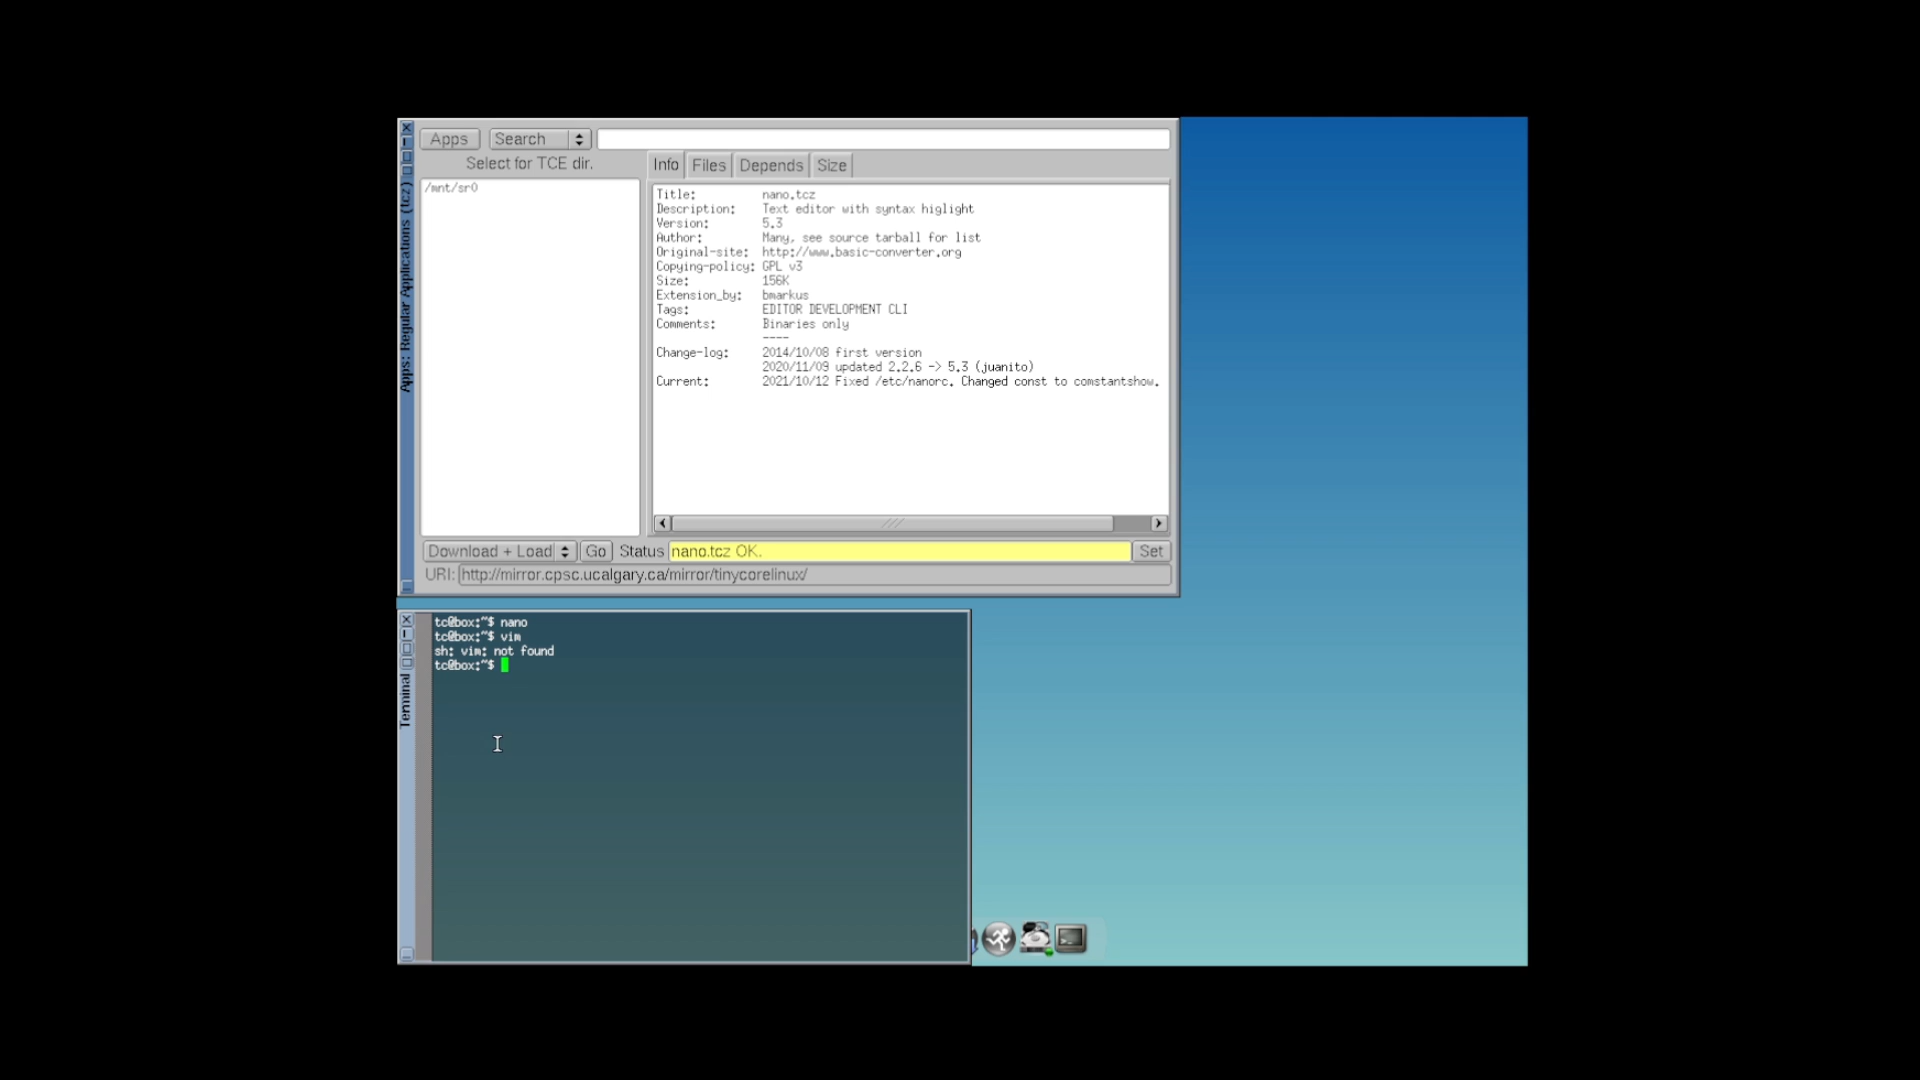 Apps: Regular Applications (tcz)
Apps Search
Select for TCE dir.
/mnt/sr0
Info Files Depends Size
Title: nano.tcz
Description: Text editor with syntax higlight
Version: 5.3
Author: Many, see source tarball for list
Original-site: http://www.basic-converter.org
Copying-policy: GPL v3
Size: 156K
Extension_by: bmarkus
Tags: EDITOR DEVELOPMENT CLI
Comments: Binaries only
----
Change-log: 2014/10/08 first version
2020/11/09 updated 2.2.6 -> 5.3 (juanito)
Current: 2021/10/12 Fixed /etc/nanorc. Changed const to comstantshow.
Download + Load Go Status nano.tcz OK. Set
URI: http://mirror.cpsc.ucalgary.ca/mirror/tinycorelinux/
Terminal
tc@box:~$ nano
tc@box:~$ vim
sh: vim: not found
tc@box:~$